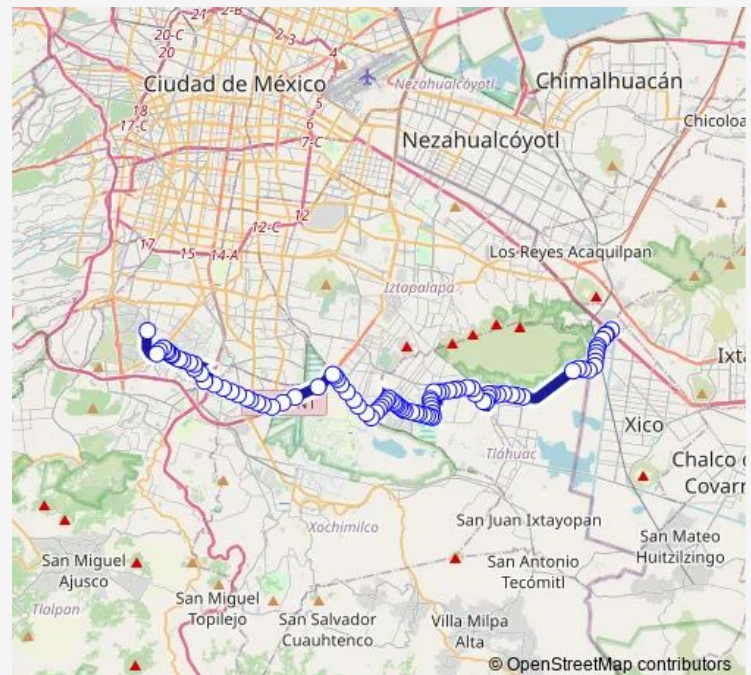 21
2-B
20-C
20
2
3
4
Ciudad de México
Nezahualcóyotl
Chimalhuacán
5
6
7-C
18
17-C
Chicoloa
Nezahualcóyotl
12
12-C
17
15
14-A
Los Reyes Acaquilpan
Iztapalapa
Ixta
Xico
Tláhuac
Chalco
Covarr
San Juan Ixtayopan
Xochimilco
San Mateo
Huitzilzingo
San Miguel
Ajusco
San Antonio
Tecómitl
San Miguel
Topilejo
Tlalpan
San Salvador
Cuauhtenco
Villa Milpa
Alta
© OpenStreetMap contributors